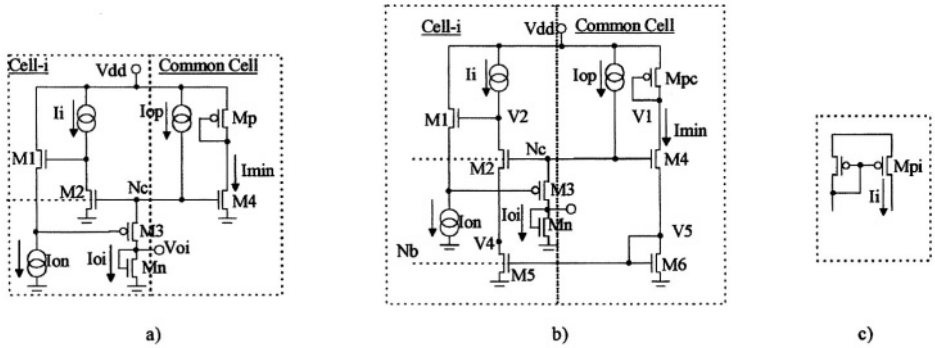 Cell-i
Vdd
Common Cell
Ii
Iop
Mp
M1
Imin
M2
Nc
M4
M3
Ion
Ioi
Voi
Mn
a)
Cell-i
Vdd
Common Cell
Ii
Iop
Mpc
M1
V2
V1
Imin
Nc
M2
M4
M3
Ion
Ioi
Mn
V4
V5
Nb
M5
M6
b)
Mpi
Ii
c)